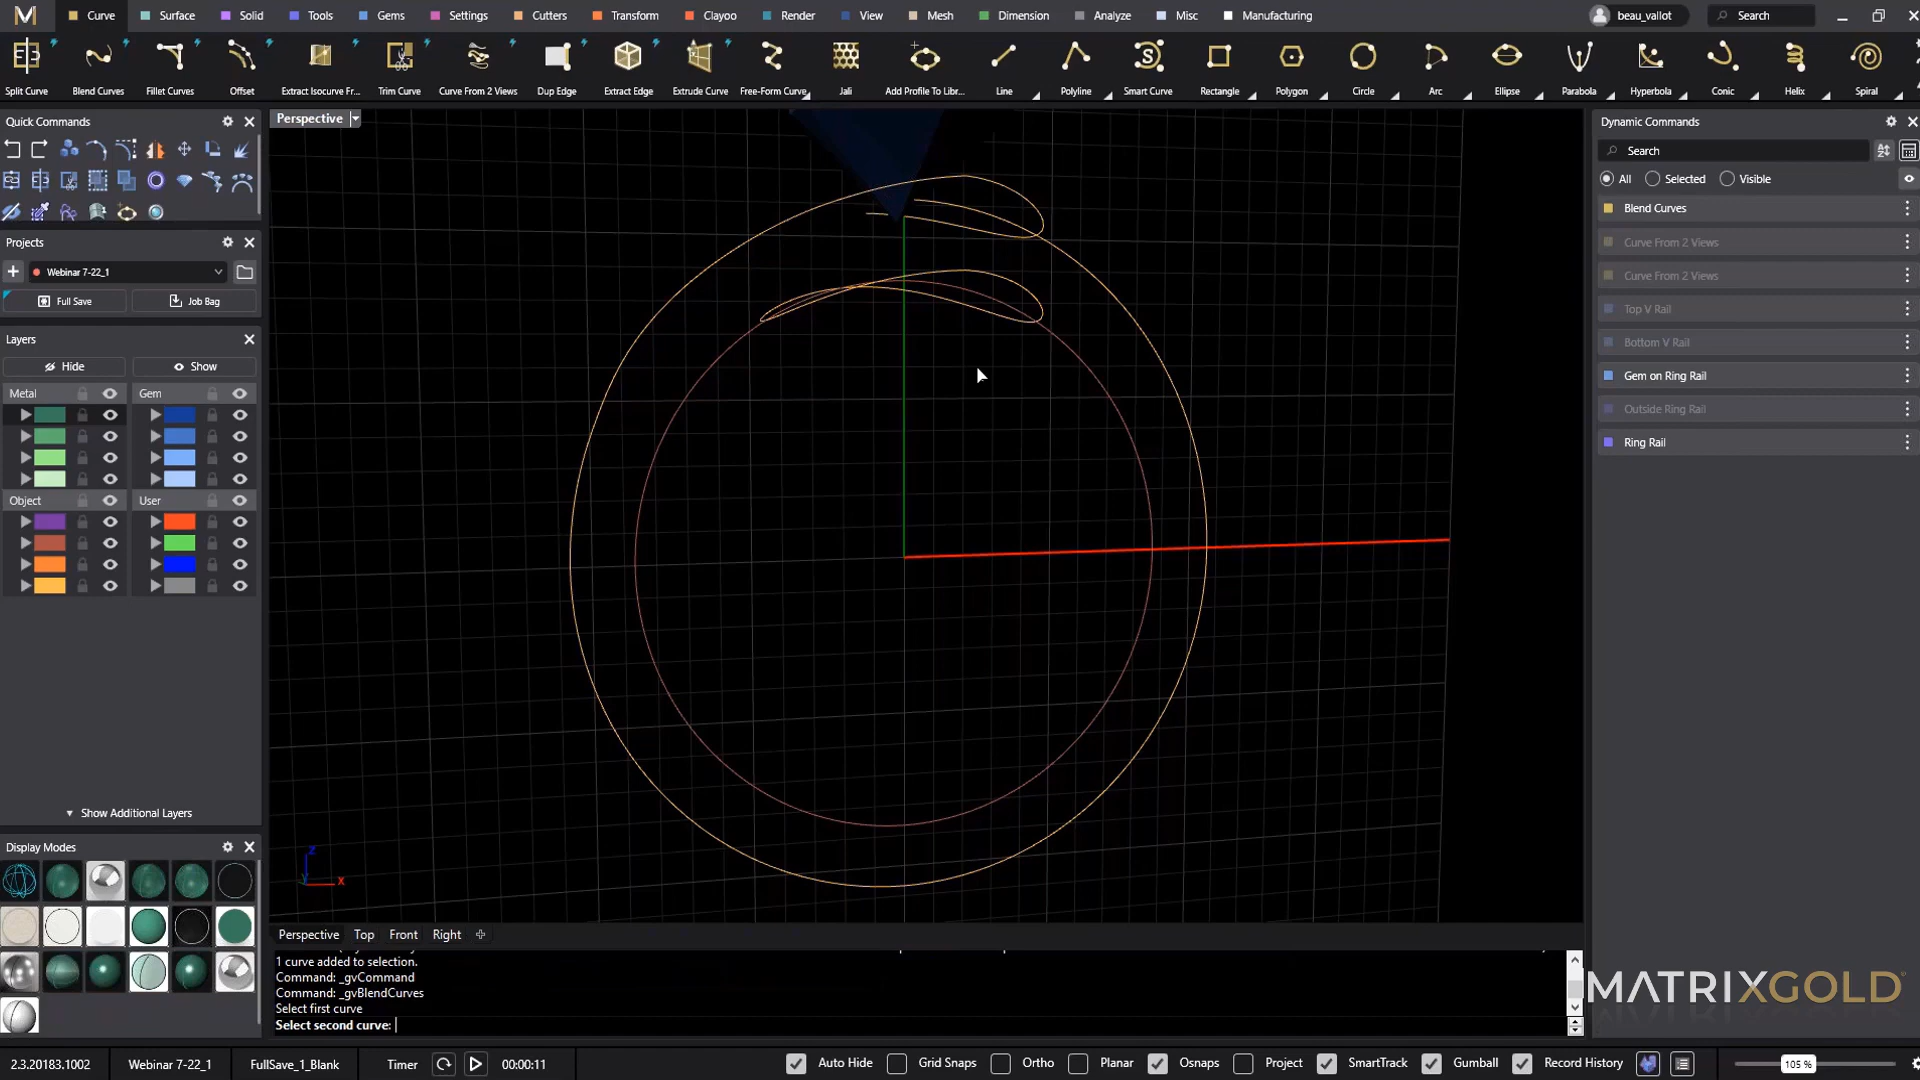 Curve Surface Solid Tools Gems Settings Cutters Transform Clayoo Render View Mesh Dimension Analyze Misc Manufacturing beau_vallot Search
Split Curve Blend Curves Fillet Curves Offset Extract Isocurve Fr... Trim Curve Curve From 2 Views Dup Edge Extract Edge Extrude Curve Free-Form Curve Jali Add Profile To Libr... Line Polyline Smart Curve Rectangle Polygon Circle Arc Ellipse Parabola Hyperbola Conic Helix Spiral
Quick Commands
Projects
Webinar 7-22_1
Full Save Job Bag
Layers
Hide Show
Metal Gem
Object User
Show Additional Layers
Display Modes
Perspective
z
x
Perspective Top Front Right
1 curve added to selection.
Command: _gvCommand
Command: _gvBlendCurves
Select first curve
Select second curve:
Dynamic Commands
Search
All Selected Visible
Blend Curves
Curve From 2 Views
Curve From 2 Views
Top V Rail
Bottom V Rail
Gem on Ring Rail
Outside Ring Rail
Ring Rail
MATRIXGOLD
2.3.20183.1002 Webinar 7-22_1 FullSave_1_Blank Timer 00:00:11 Auto Hide Grid Snaps Ortho Planar Osnaps Project SmartTrack Gumball Record History 105 %